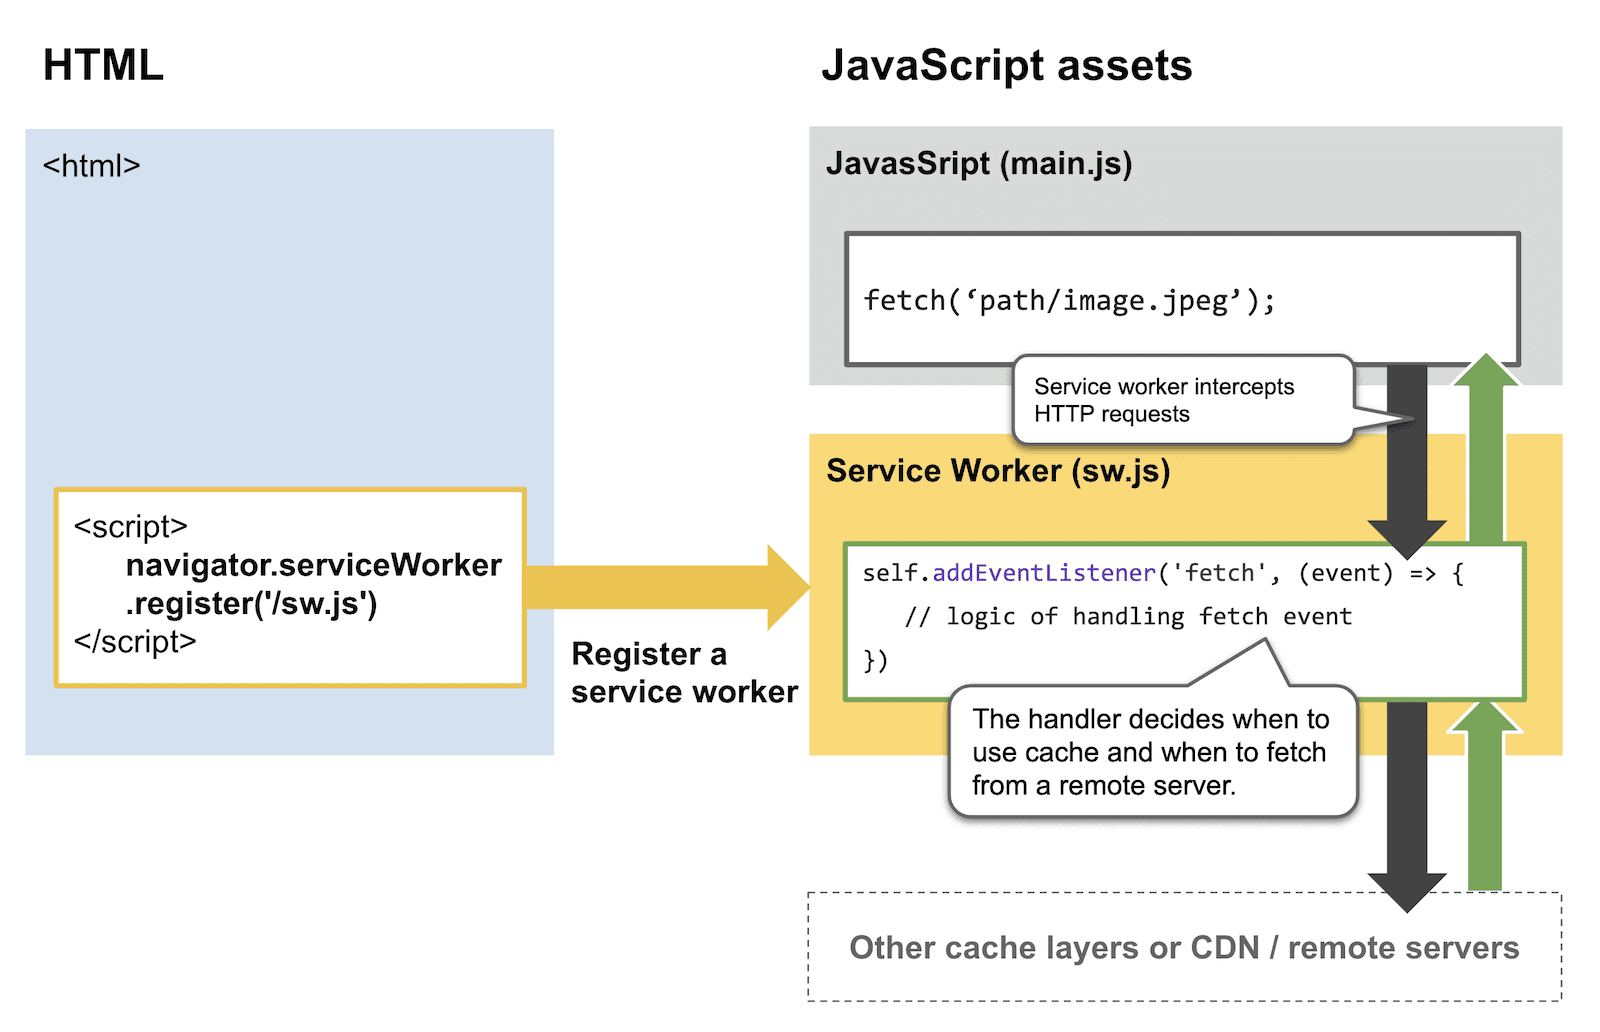 HTML
JavaScript assets
<html>
<script>
navigator.serviceWorker
.register('/sw.js')
</script>
Register a
service worker
JavasSript (main.js)
fetch(‘path/image.jpeg’);
Service worker intercepts
HTTP requests
Service Worker (sw.js)
self.addEventListener('fetch', (event) => {
// logic of handling fetch event
})
The handler decides when to
use cache and when to fetch
from a remote server.
Other cache layers or CDN / remote servers